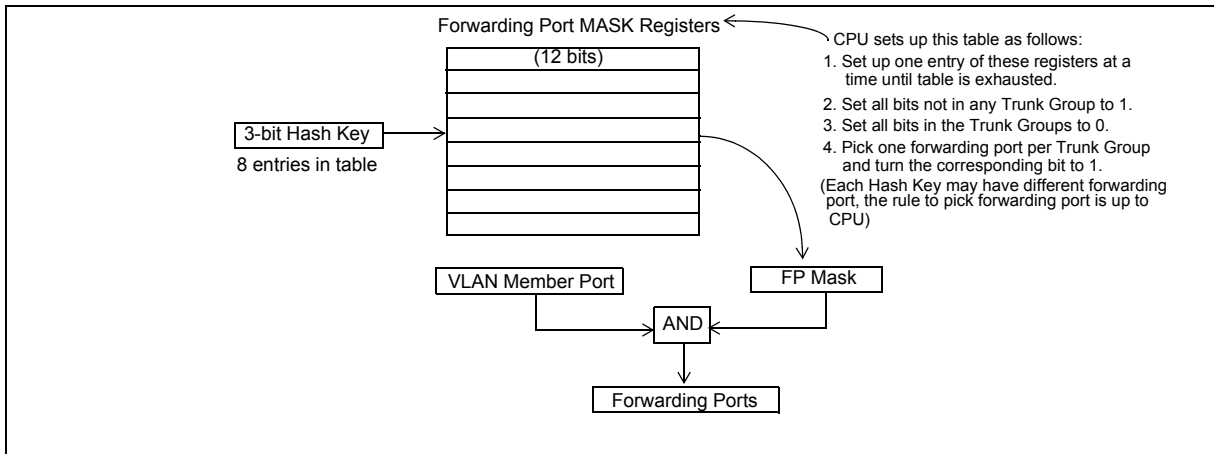 Forwarding Port MASK Registers
(12 bits)
CPU sets up this table as follows:
1. Set up one entry of these registers at a
time until table is exhausted.
2. Set all bits not in any Trunk Group to 1.
3. Set all bits in the Trunk Groups to 0.
4. Pick one forwarding port per Trunk Group
and turn the corresponding bit to 1.
(Each Hash Key may have different forwarding
port, the rule to pick forwarding port is up to
CPU)
3-bit Hash Key
8 entries in table
VLAN Member Port
FP Mask
AND
Forwarding Ports